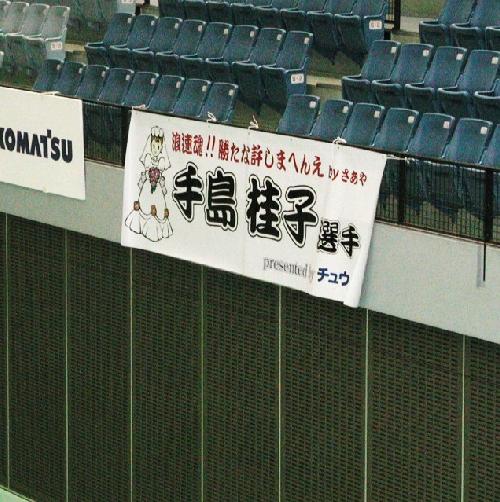 KOMATSU
浪速魂!!勝たな許しまへんえ by さあや
手島 桂子 選手
presented by チュウ